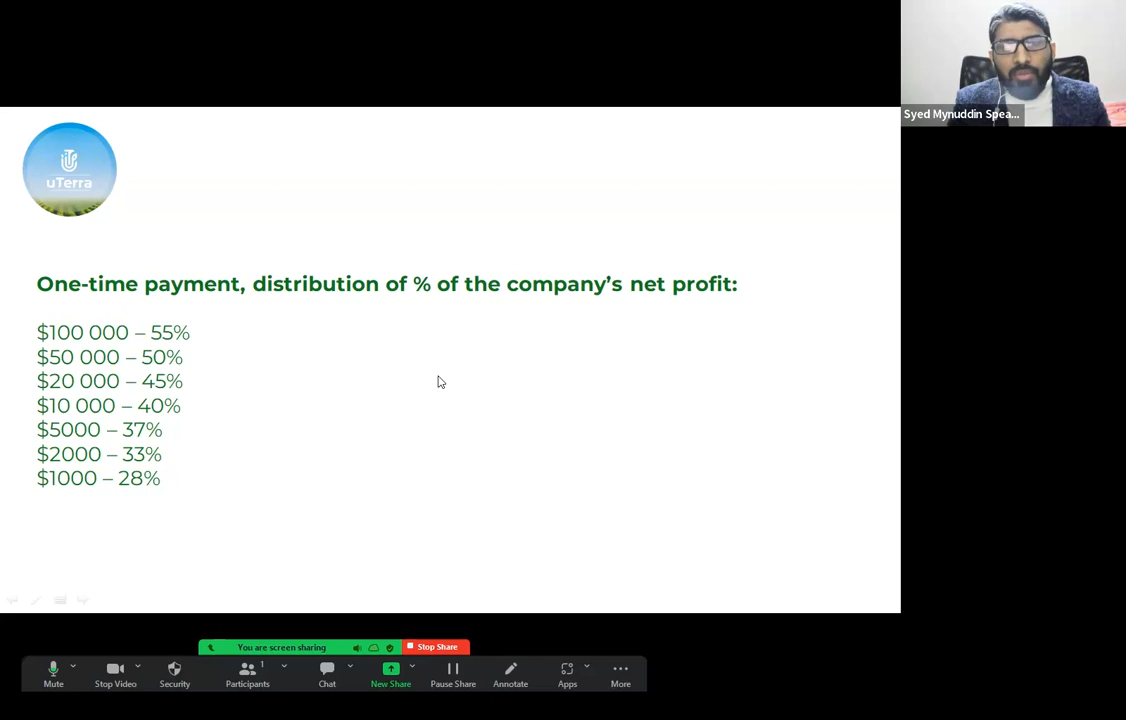 Syed Mynuddin Spea...
uTerra
One-time payment, distribution of % of the company’s net profit:
$100 000 – 55%
$50 000 – 50%
$20 000 – 45%
$10 000 – 40%
$5000 – 37%
$2000 – 33%
$1000 – 28%
You are screen sharing
Stop Share
1
Mute
Stop Video
Security
Participants
Chat
New Share
Pause Share
Annotate
Apps
More